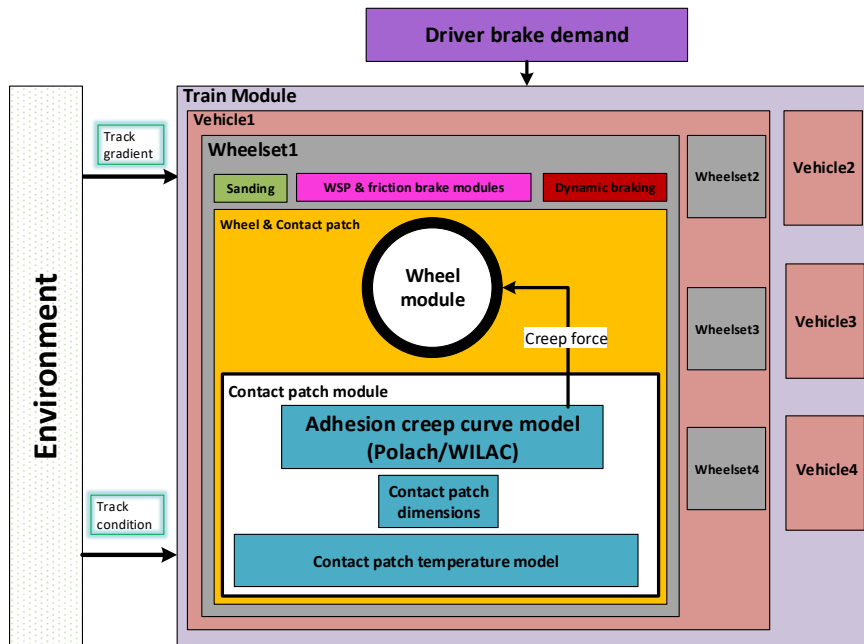 Driver brake demand
Environment
Track
gradient
Track
condition
Train Module
Vehicle1
Wheelset1
Sanding
WSP & friction brake modules
Dynamic braking
Wheel & Contact patch
Wheel
module
Creep force
Contact patch module
Adhesion creep curve model
(Polach/WILAC)
Contact patch
dimensions
Contact patch temperature model
Wheelset2
Wheelset3
Wheelset4
Vehicle2
Vehicle3
Vehicle4